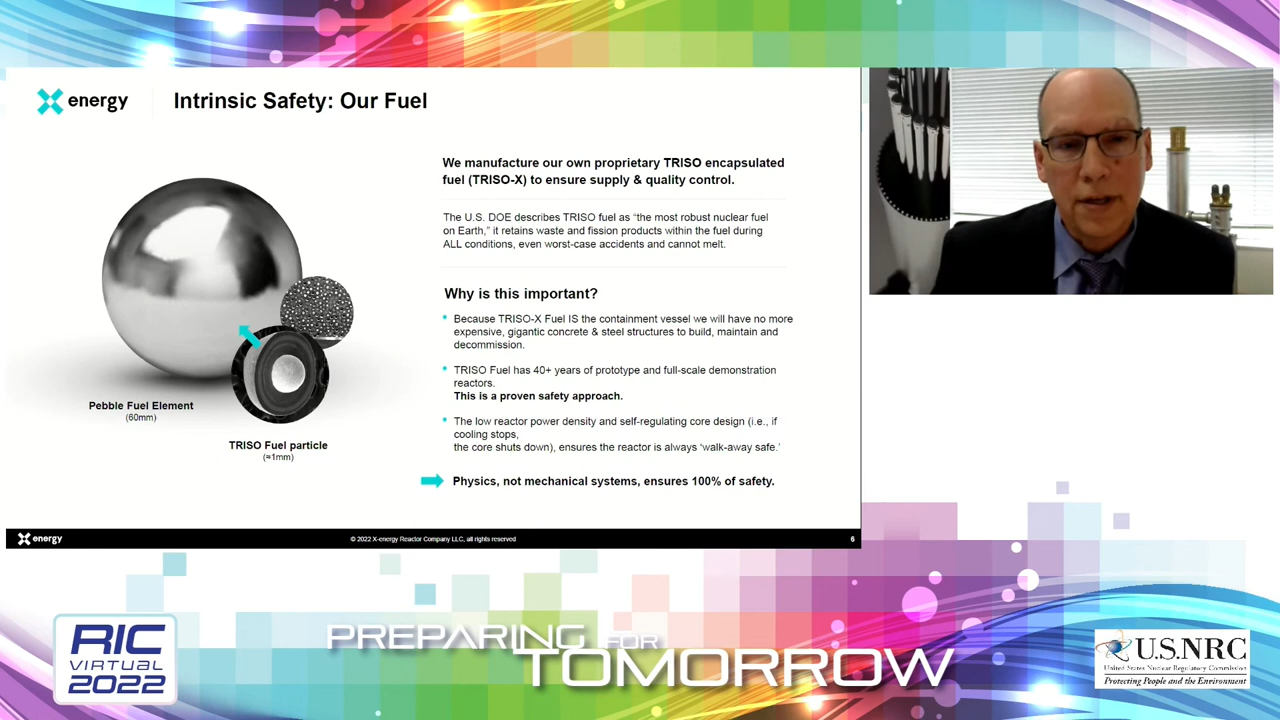 energy
Intrinsic Safety: Our Fuel
We manufacture our own proprietary TRISO encapsulated
fuel (TRISO-X) to ensure supply & quality control.
The U.S. DOE describes TRISO fuel as “the most robust nuclear fuel
on Earth,” it retains waste and fission products within the fuel during
ALL conditions, even worst-case accidents and cannot melt.
Why is this important?
Because TRISO-X Fuel IS the containment vessel we will have no more
expensive, gigantic concrete & steel structures to build, maintain and
decommission.
TRISO Fuel has 40+ years of prototype and full-scale demonstration
reactors.
This is a proven safety approach.
The low reactor power density and self-regulating core design (i.e., if
cooling stops,
the core shuts down), ensures the reactor is always ‘walk-away safe.’
Physics, not mechanical systems, ensures 100% of safety.
Pebble Fuel Element
(60mm)
TRISO Fuel particle
(≈1mm)
energy
© 2022 X-energy Reactor Company LLC, all rights reserved
6
RIC
VIRTUAL
2022
PREPARING FOR
TOMORROW
U.S.NRC
United States Nuclear Regulatory Commission
Protecting People and the Environment